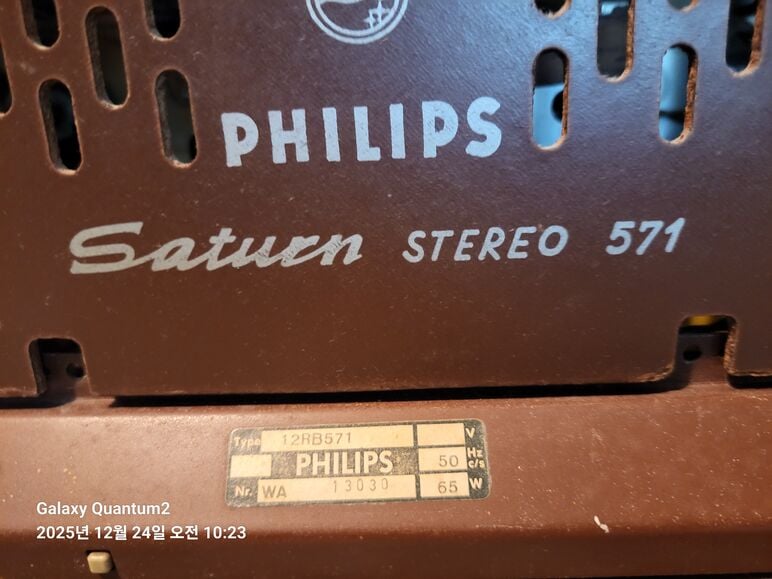 PHILIPS
Saturn STEREO 571
Type 12RB571 V
PHILIPS 50 Hz c/s
Nr. WA 13030 65 W
Galaxy Quantum2
2025년 12월 24일 오전 10:23